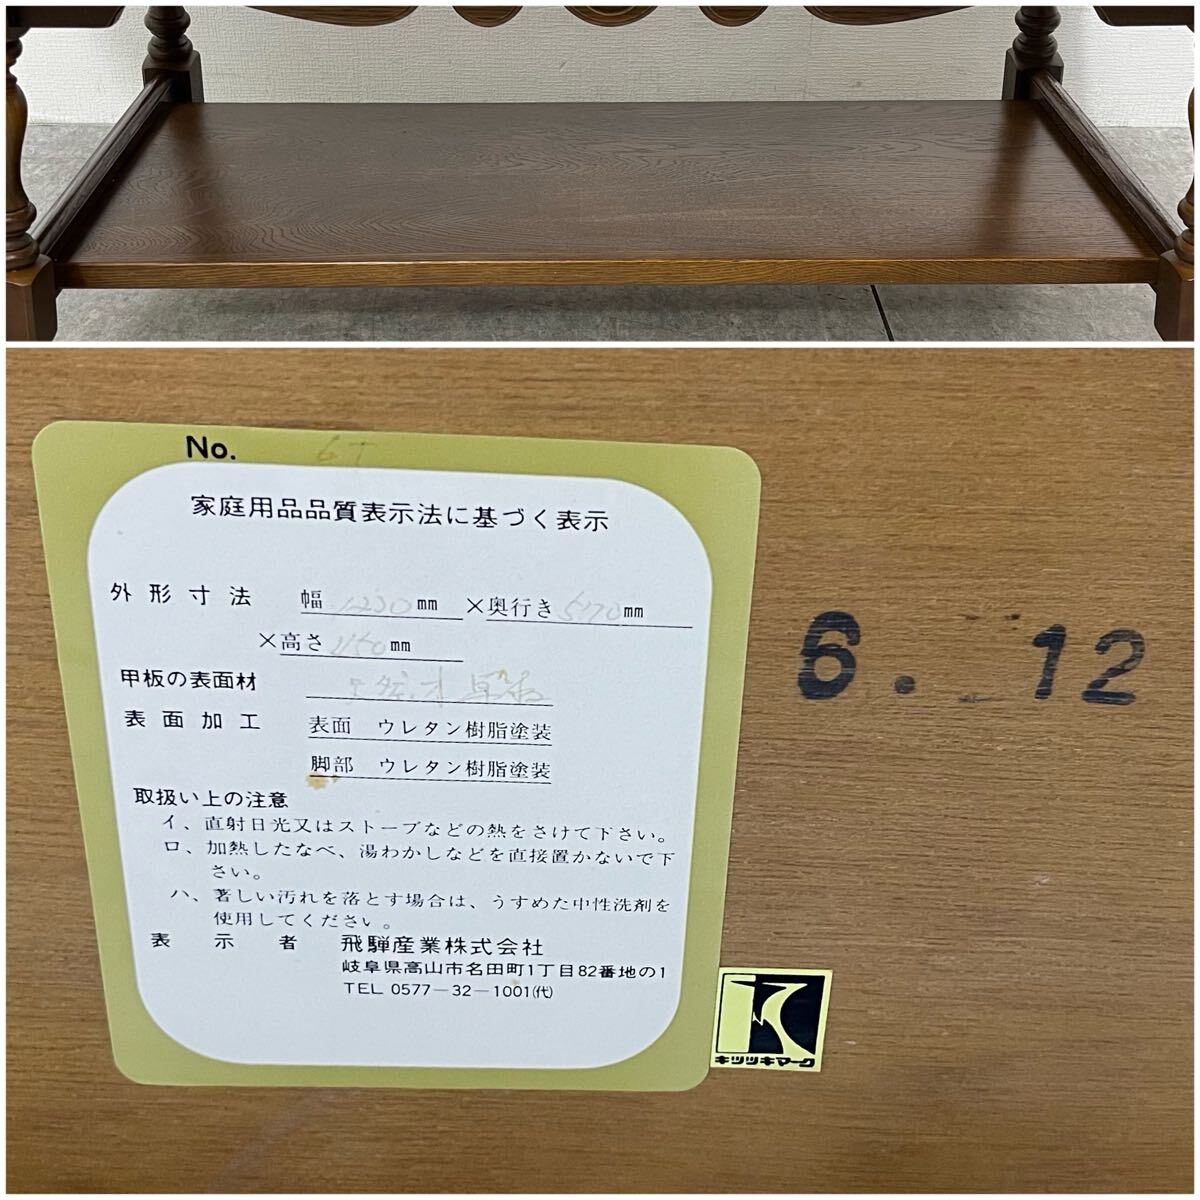 No. 6T
家庭用品品質表示法に基づく表示
外形寸法 幅 1230 mm ×奥行き 570 mm
×高さ 450 mm
甲板の表面材
表面加工 表面 ウレタン樹脂塗装
脚部 ウレタン樹脂塗装
取扱い上の注意
イ、直射日光又はストーブなどの熱をさけて下さい。
ロ、加熱したなべ、湯わかしなどを直接置かないで下
さい。
ハ、著しい汚れを落とす場合は、うすめた中性洗剤を
使用してください。
表示者 飛騨産業株式会社
岐阜県高山市名田町1丁目82番地の1
TEL 0577-32-1001(代)
6. 12
キツツキマーク